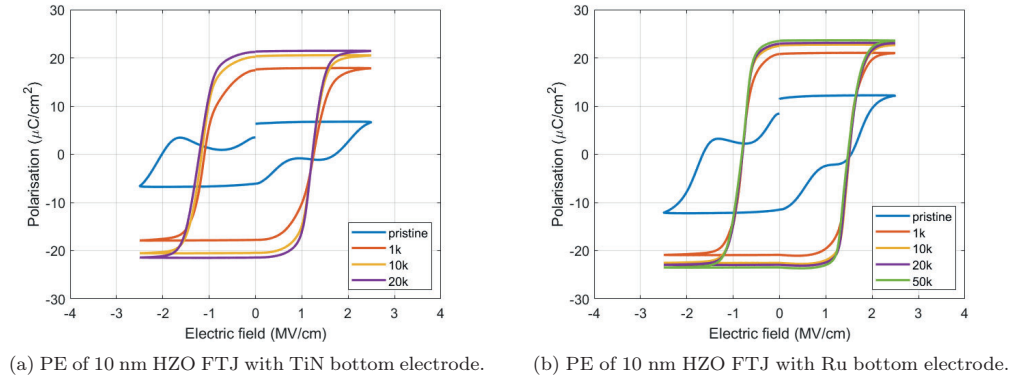 30
20
10
0
-10
-20
-30
Polarisation (μC/cm²)
-4 -3 -2 -1 0 1 2 3 4
Electric field (MV/cm)
pristine
1k
10k
20k
(a) PE of 10 nm HZO FTJ with TiN bottom electrode.
30
20
10
0
-10
-20
-30
Polarisation (μC/cm²)
-4 -3 -2 -1 0 1 2 3 4
Electric field (MV/cm)
pristine
1k
10k
20k
50k
(b) PE of 10 nm HZO FTJ with Ru bottom electrode.